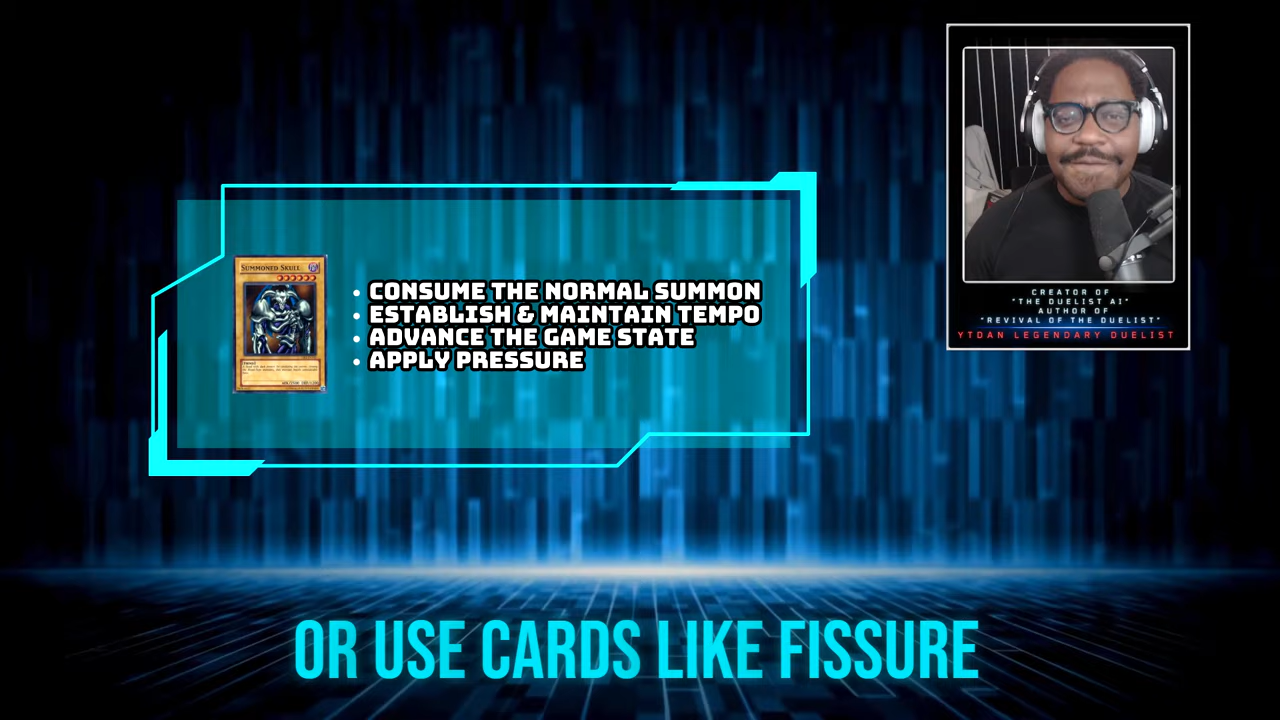 SUMMONED SKULL
• CONSUME THE NORMAL SUMMON
• ESTABLISH & MAINTAIN TEMPO
• ADVANCE THE GAME STATE
• APPLY PRESSURE
CREATOR OF
"THE DUELIST AI"
AUTHOR OF
"REVIVAL OF THE DUELIST"
YTDAN LEGENDARY DUELIST
OR USE CARDS LIKE FISSURE